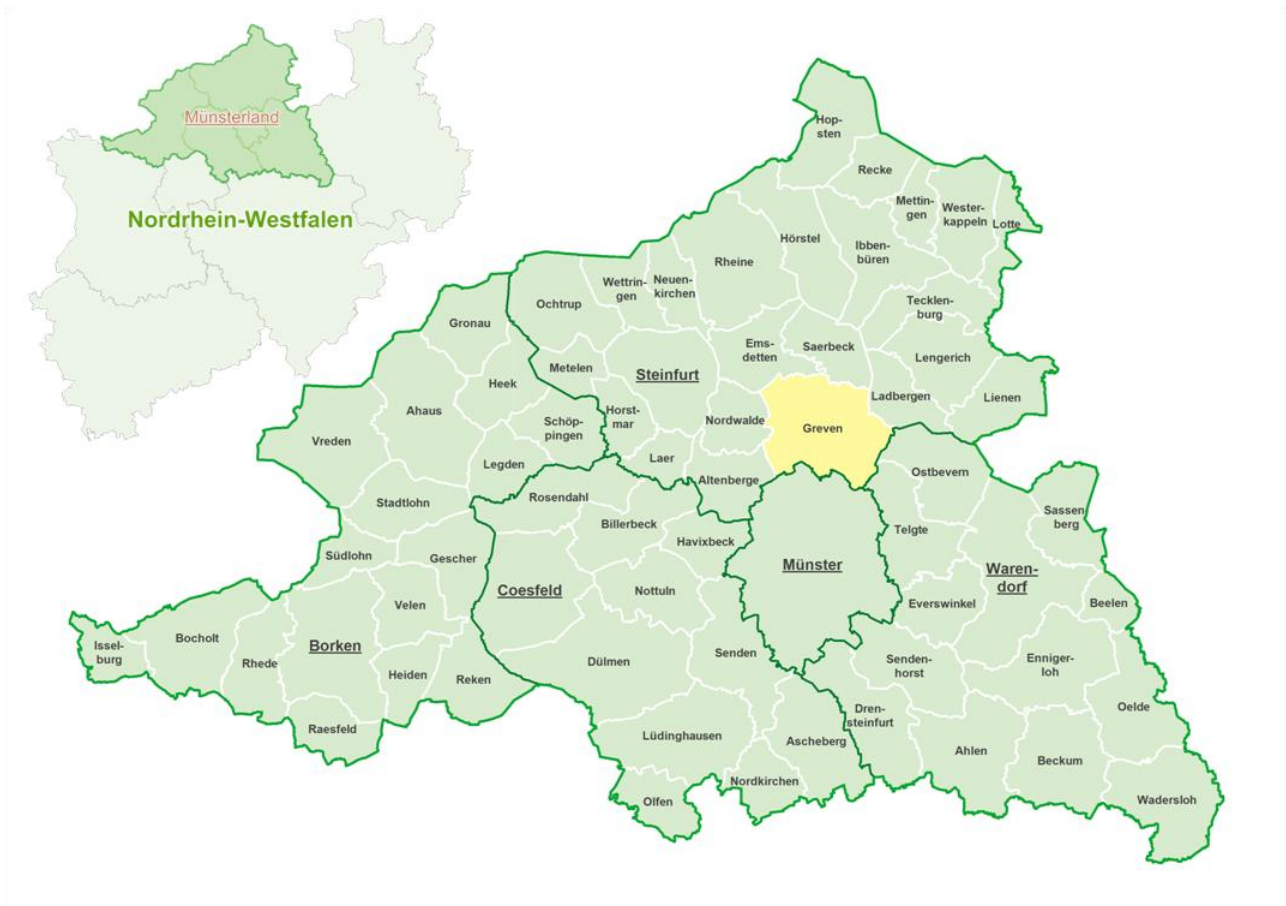 Münsterland
Nordrhein-Westfalen
Hop-
sten
Recke
Mettin-
gen
Wester-
kappeln
Lotte
Hörstel
Ibben-
büren
Rheine
Neuen-
kirchen
Wettrin-
gen
Ochtrup
Tecklen-
burg
Gronau
Ems-
detten
Saerbeck
Lengerich
Metelen
Steinfurt
Heek
Ladbergen
Lienen
Ahaus
Horst-
mar
Nordwalde
Greven
Schöp-
pingen
Vreden
Laer
Legden
Altenberge
Ostbevern
Rosendahl
Stadtlohn
Billerbeck
Sassen
berg
Telgte
Havixbeck
Südlohn
Gescher
Münster
Waren-
dorf
Coesfeld
Nottuln
Velen
Everswinkel
Beelen
Issel-
burg
Bocholt
Borken
Rhede
Senden
Dülmen
Senden-
horst
Enniger-
loh
Heiden
Reken
Oelde
Raesfeld
Dren-
steinfurt
Lüdinghausen
Ascheberg
Ahlen
Beckum
Nordkirchen
Olfen
Wadersloh